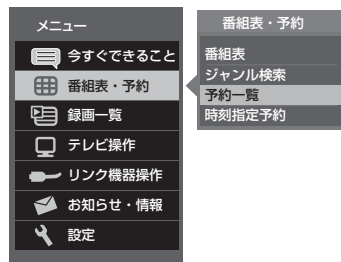 メニュー
今すぐできること
番組表・予約
録画一覧
テレビ操作
リンク機器操作
お知らせ・情報
設定
番組表・予約
番組表
ジャンル検索
予約一覧
時刻指定予約